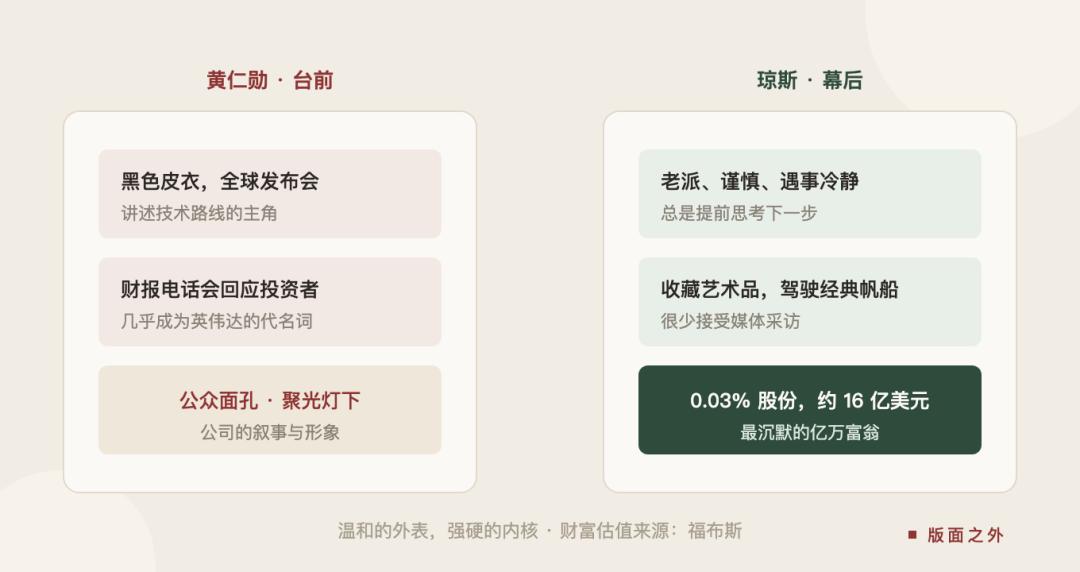 黄仁勋 · 台前
黑色皮衣，全球发布会
讲述技术路线的主角
财报电话会回应投资者
几乎成为英伟达的代名词
公众面孔 · 聚光灯下
公司的叙事与形象
琼斯 · 幕后
老派、谨慎、遇事冷静
总是提前思考下一步
收藏艺术品，驾驶经典帆船
很少接受媒体采访
0.03% 股份，约 16 亿美元
最沉默的亿万富翁
温和的外表，强硬的内核 · 财富估值来源：福布斯
版面之外